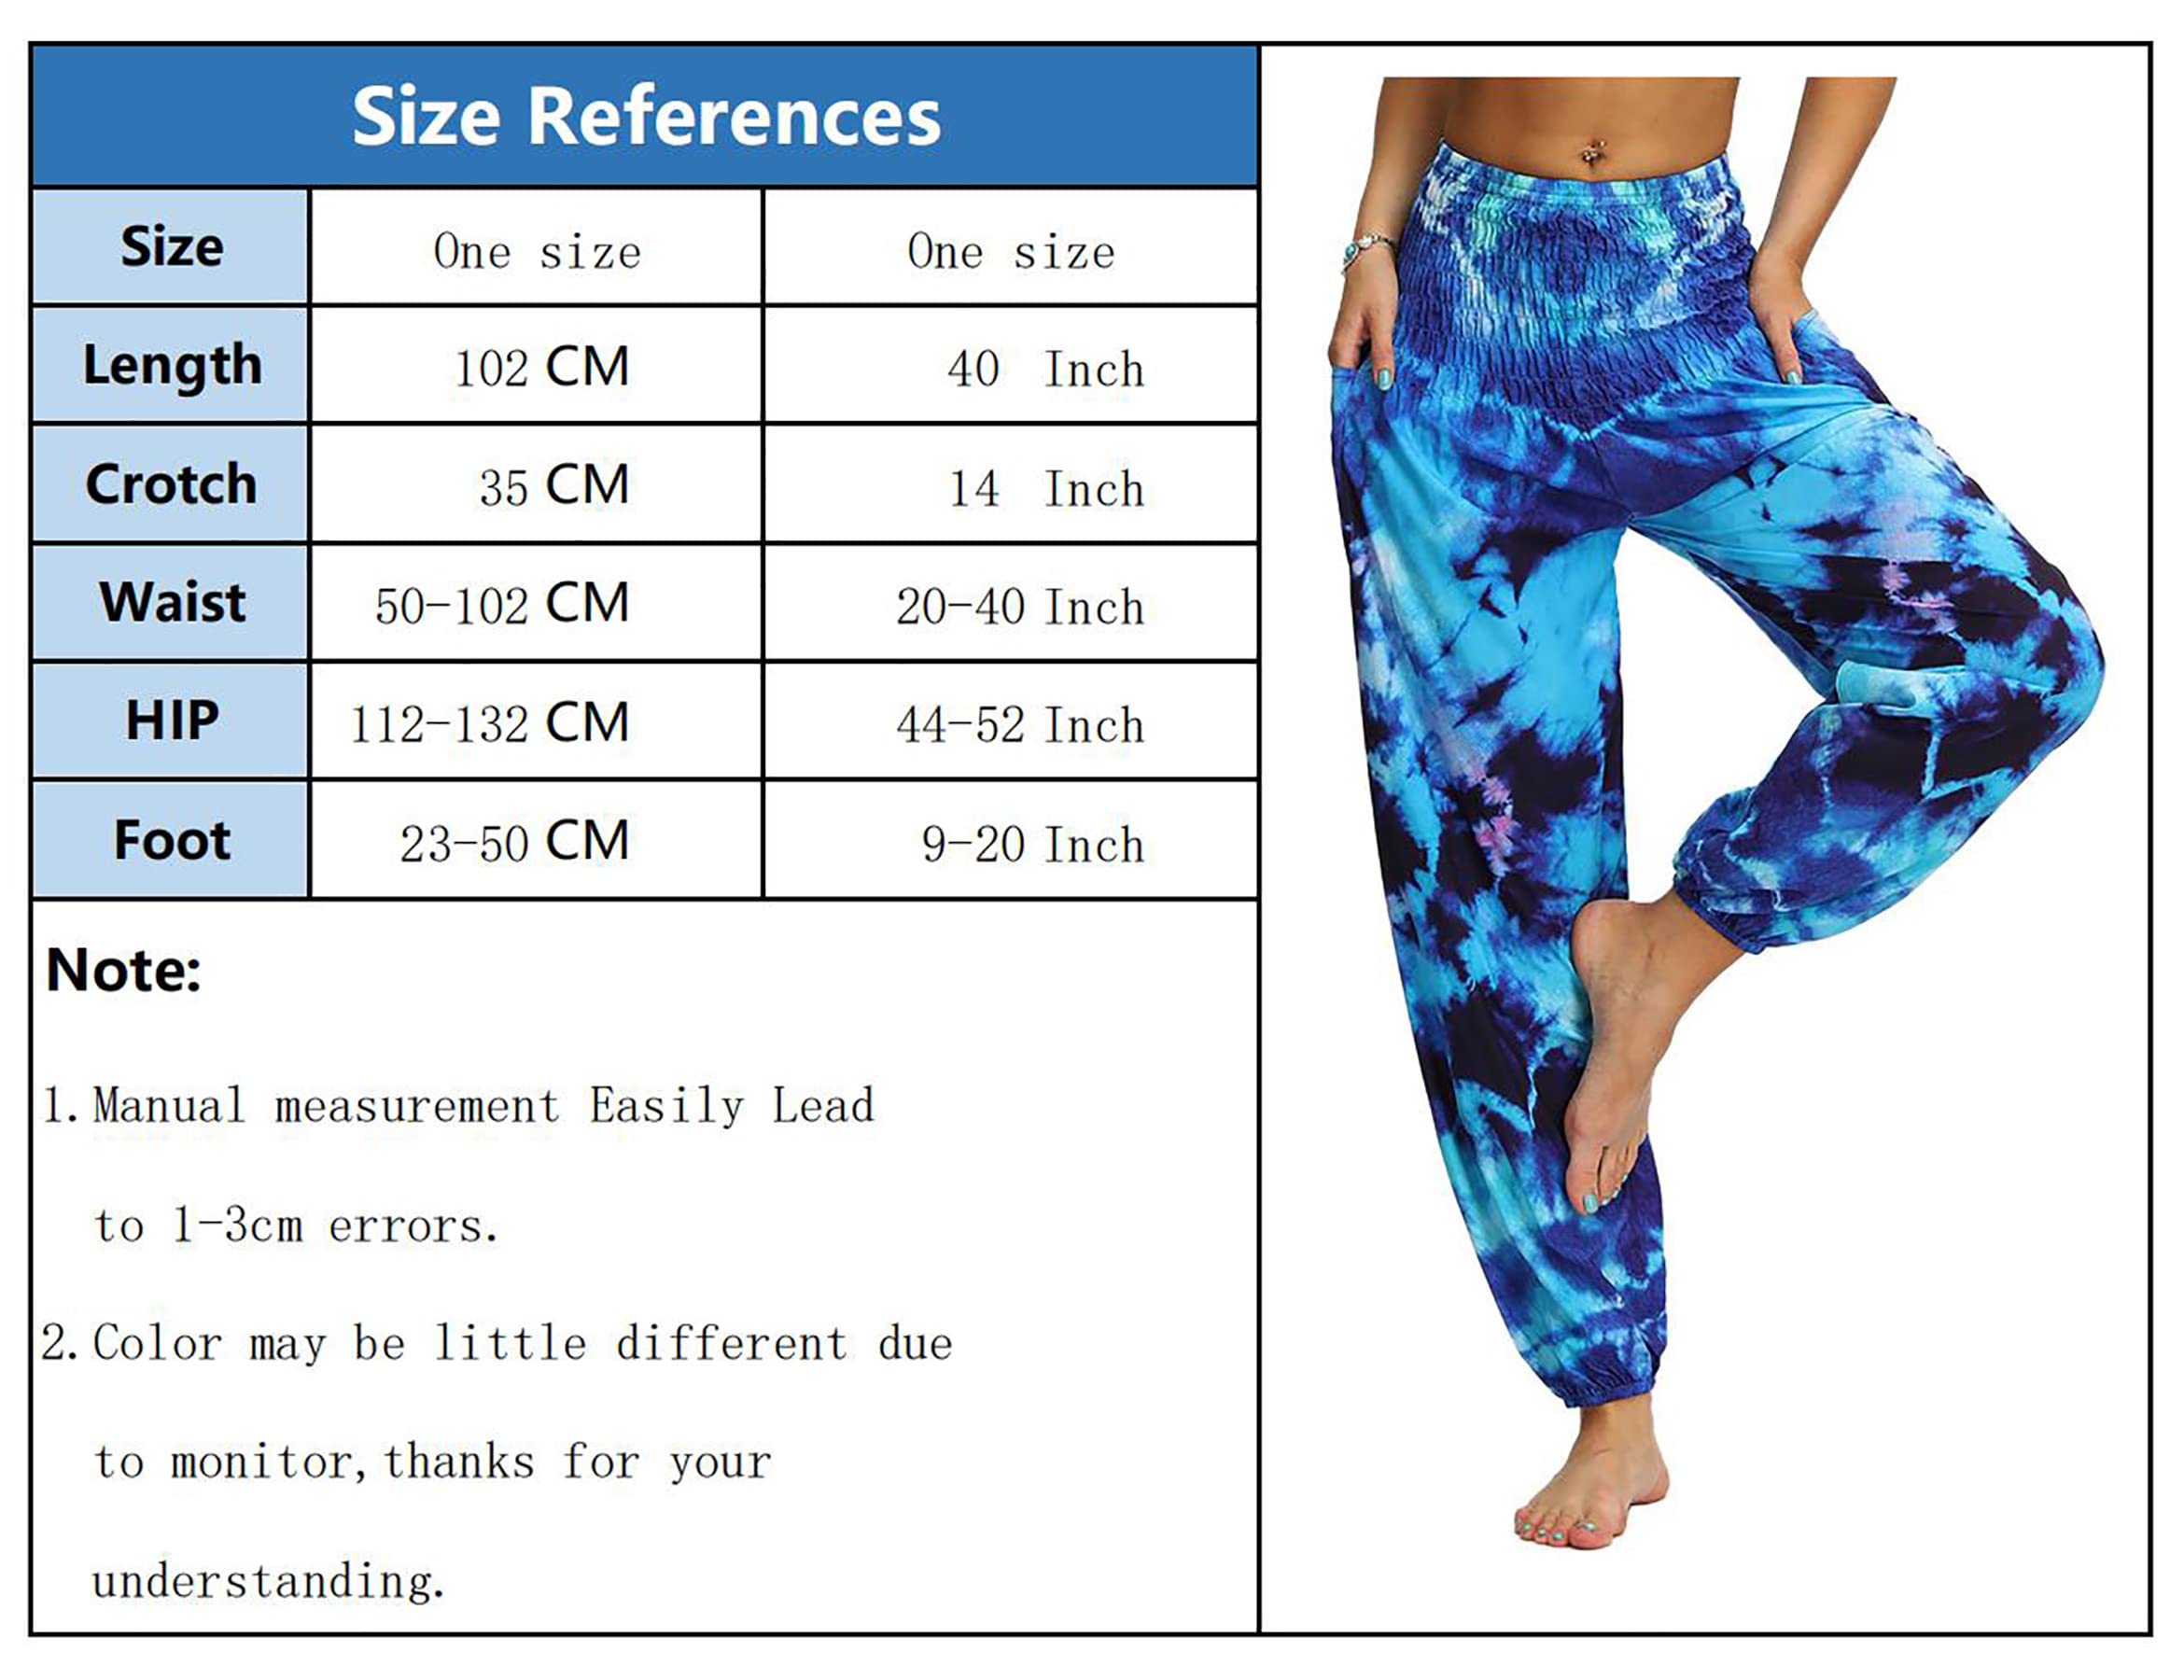 Size References
Size One size One size
Length 102 CM 40 Inch
Crotch 35 CM 14 Inch
Waist 50-102 CM 20-40 Inch
HIP 112-132 CM 44-52 Inch
Foot 23-50 CM 9-20 Inch
Note:
1. Manual measurement Easily Lead
to 1-3cm errors.
2. Color may be little different due
to monitor, thanks for your
understanding.